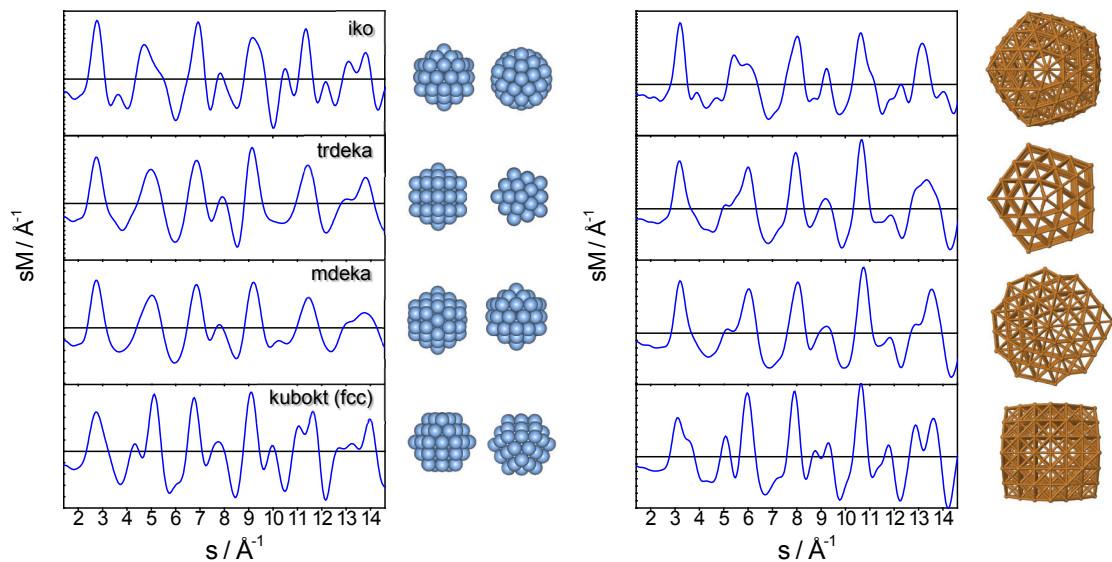 iko
trdeka
mdeka
kubokt (fcc)
sM / Å⁻¹
2 3 4 5 6 7 8 9 10 11 12 13 14
s / Å⁻¹
sM / Å⁻¹
2 3 4 5 6 7 8 9 10 11 12 13 14
s / Å⁻¹